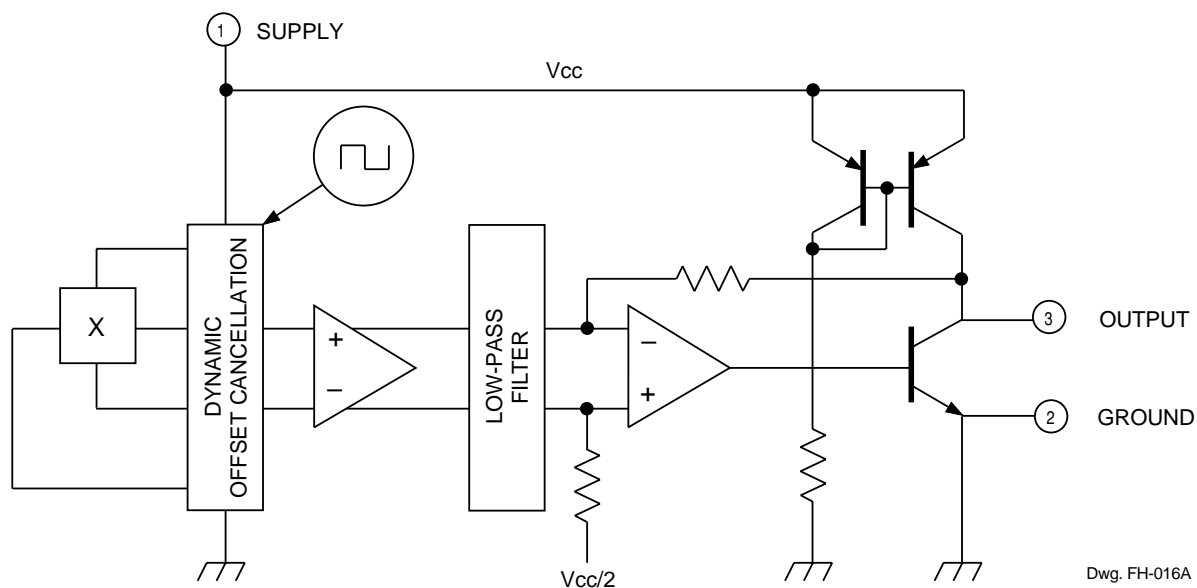 1 SUPPLY
Vcc
X
DYNAMIC
OFFSET CANCELLATION
+
−
LOW-PASS
FILTER
−
+
3 OUTPUT
2 GROUND
Vcc/2
Dwg. FH-016A